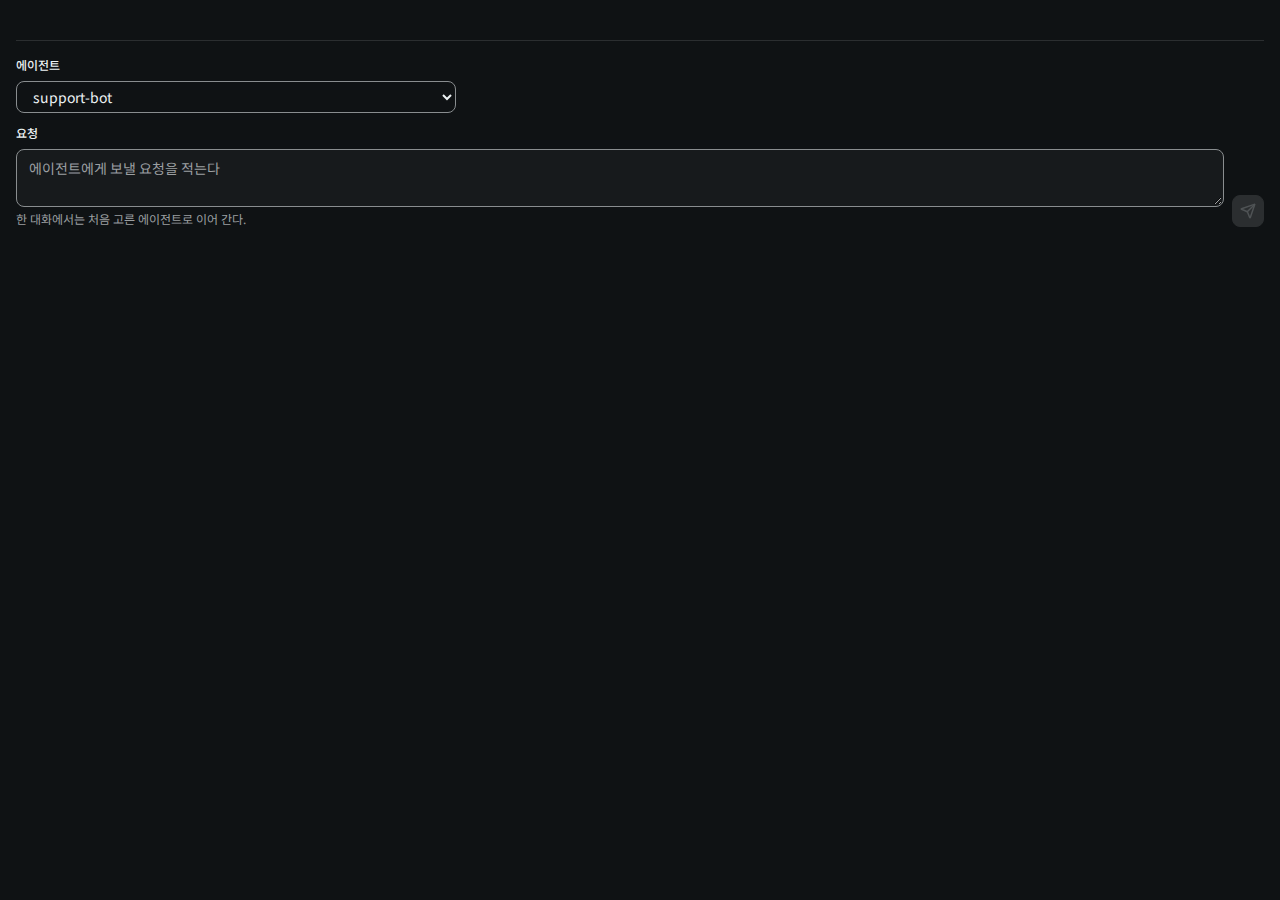 에이전트
support-bot
요청
에이전트에게 보낼 요청을 적는다
한 대화에서는 처음 고른 에이전트로 이어 간다.